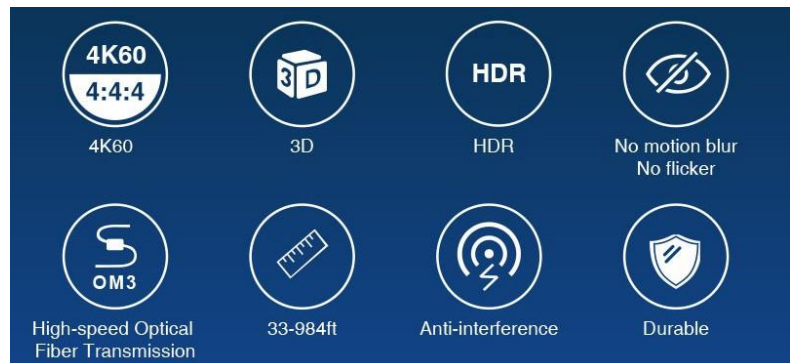 4K60
4:4:4
4K60
3D
3D
HDR
HDR
No motion blur
No flicker
OM3
High-speed Optical
Fiber Transmission
33-984ft
Anti-interference
Durable